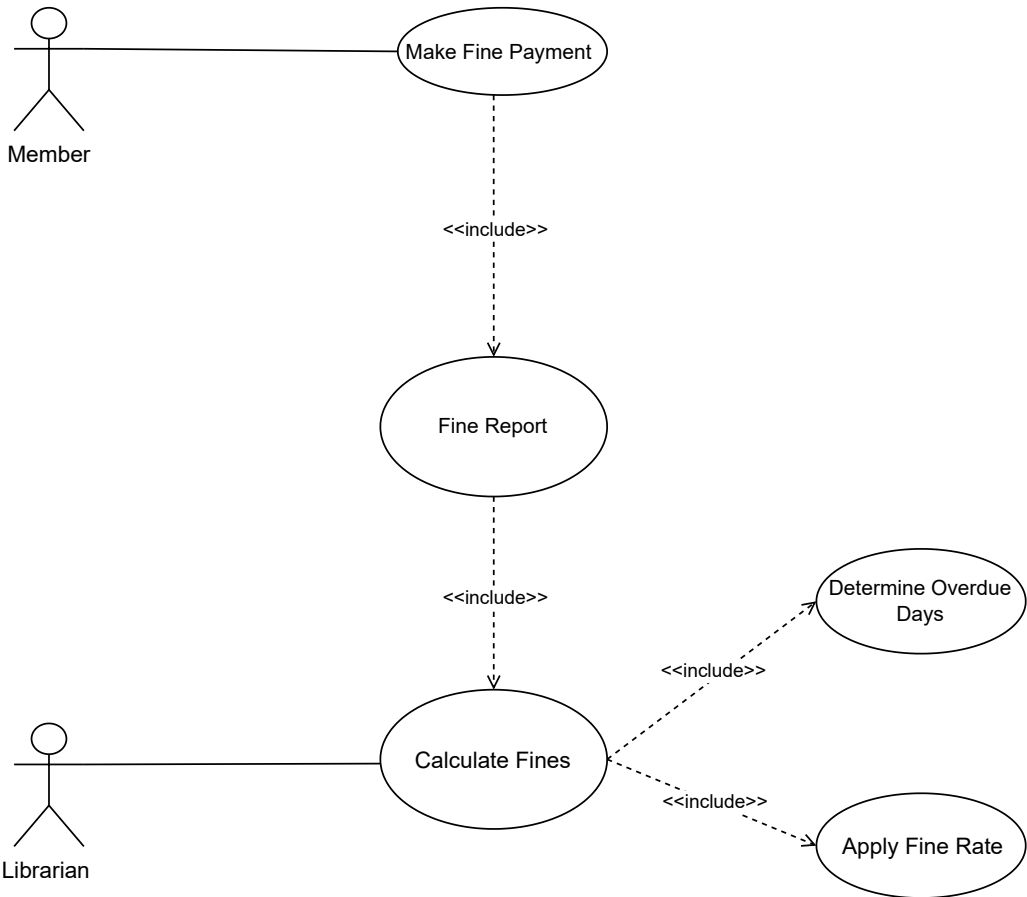 Make Fine Payment
Member
<<include>>
Fine Report
<<include>>
Determine Overdue
Days
<<include>>
Calculate Fines
<<include>>
Apply Fine Rate
Librarian